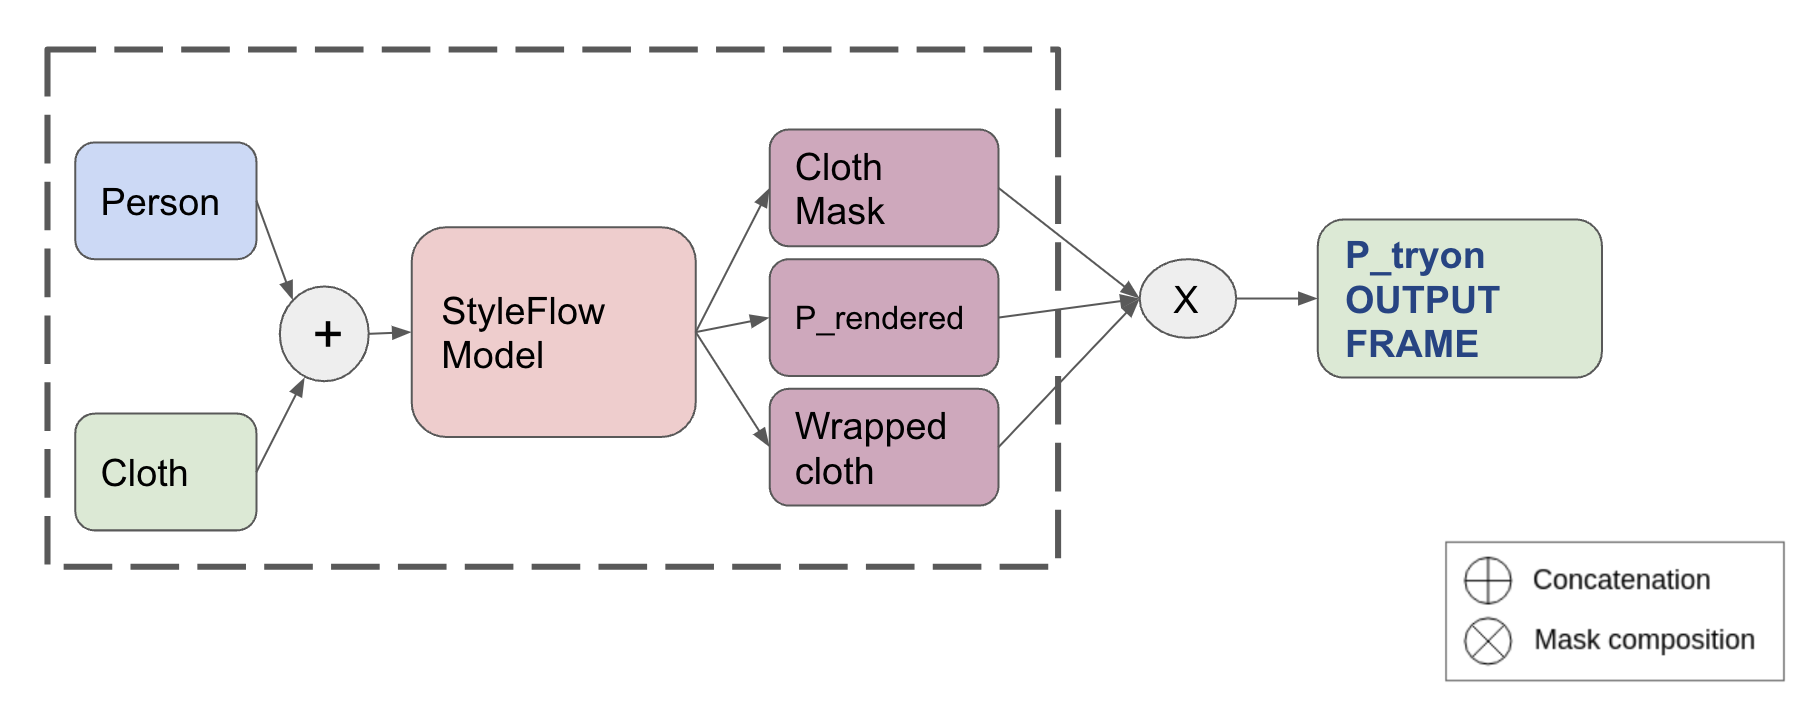 Person
+
Cloth
StyleFlow
Model
Cloth
Mask
P_rendered
Wrapped
cloth
X
P_tryon
OUTPUT
FRAME
Concatenation
Mask composition